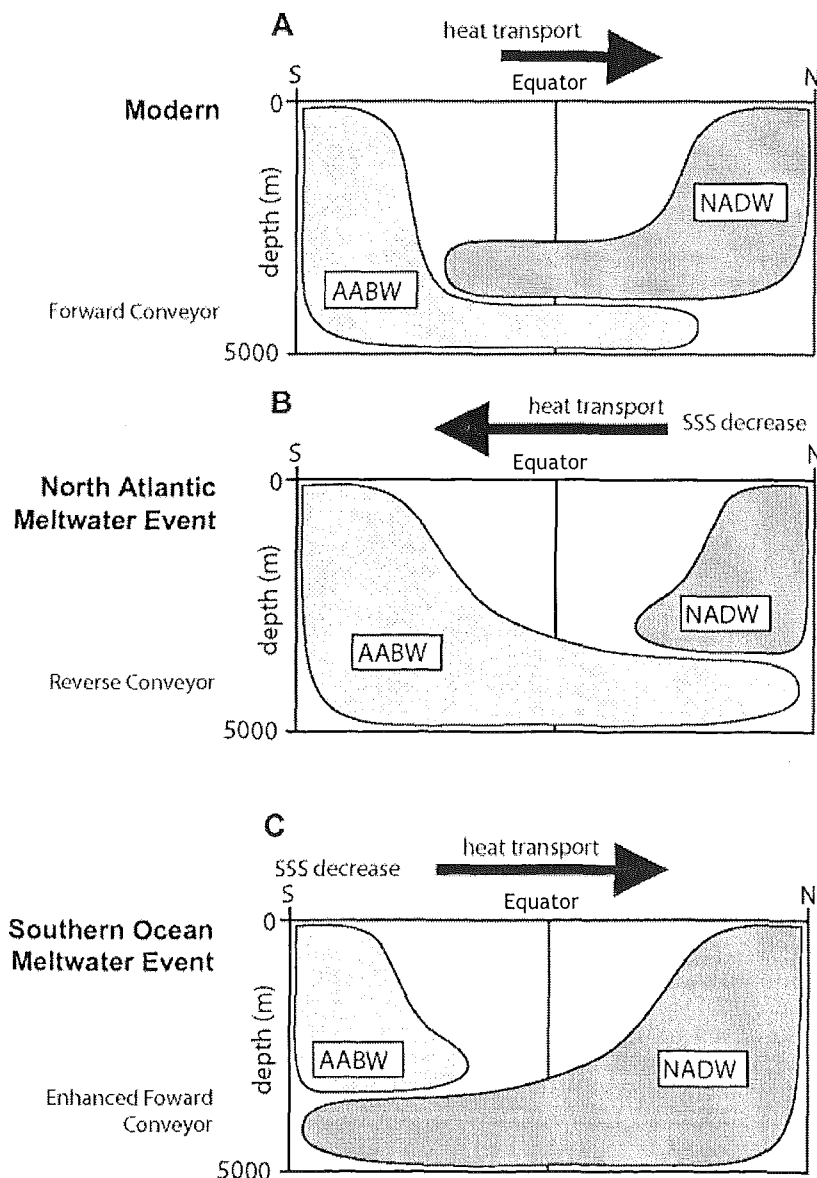 A
heat transport
S
Equator
N
0
Modern
depth (m)
NADW
AABW
Forward Conveyor
5000
B
heat transport
SSS decrease
S
Equator
N
0
North Atlantic
Meltwater Event
depth (m)
NADW
AABW
Reverse Conveyor
5000
C
heat transport
SSS decrease
S
Equator
N
0
Southern Ocean
Meltwater Event
depth (m)
AABW
NADW
Enhanced Foward
Conveyor
5000